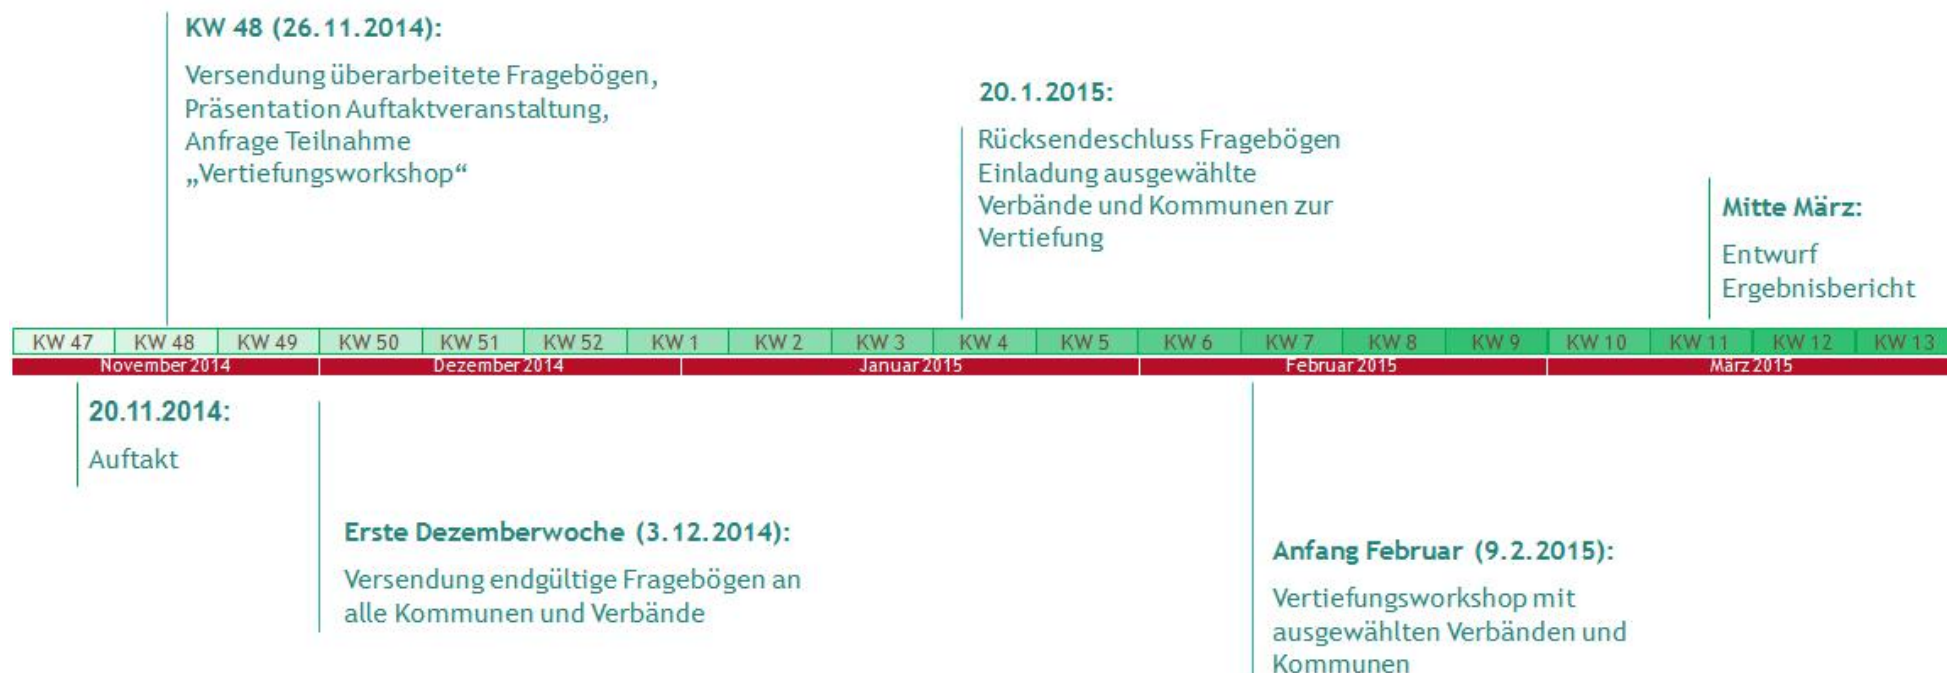 KW 48 (26.11.2014):
Versendung überarbeitete Fragebögen,
Präsentation Auftaktveranstaltung,
Anfrage Teilnahme
„Vertiefungsworkshop“
20.1.2015:
Rücksendeschluss Fragebögen
Einladung ausgewählte
Verbände und Kommunen zur
Vertiefung
Mitte März:
Entwurf
Ergebnisbericht
KW 47 KW 48 KW 49 KW 50 KW 51 KW 52 KW 1 KW 2 KW 3 KW 4 KW 5 KW 6 KW 7 KW 8 KW 9 KW 10 KW 11 KW 12 KW 13
November 2014 Dezember 2014 Januar 2015 Februar 2015 März 2015
20.11.2014:
Auftakt
Erste Dezemberwoche (3.12.2014):
Versendung endgültige Fragebögen an
alle Kommunen und Verbände
Anfang Februar (9.2.2015):
Vertiefungsworkshop mit
ausgewählten Verbänden und
Kommunen